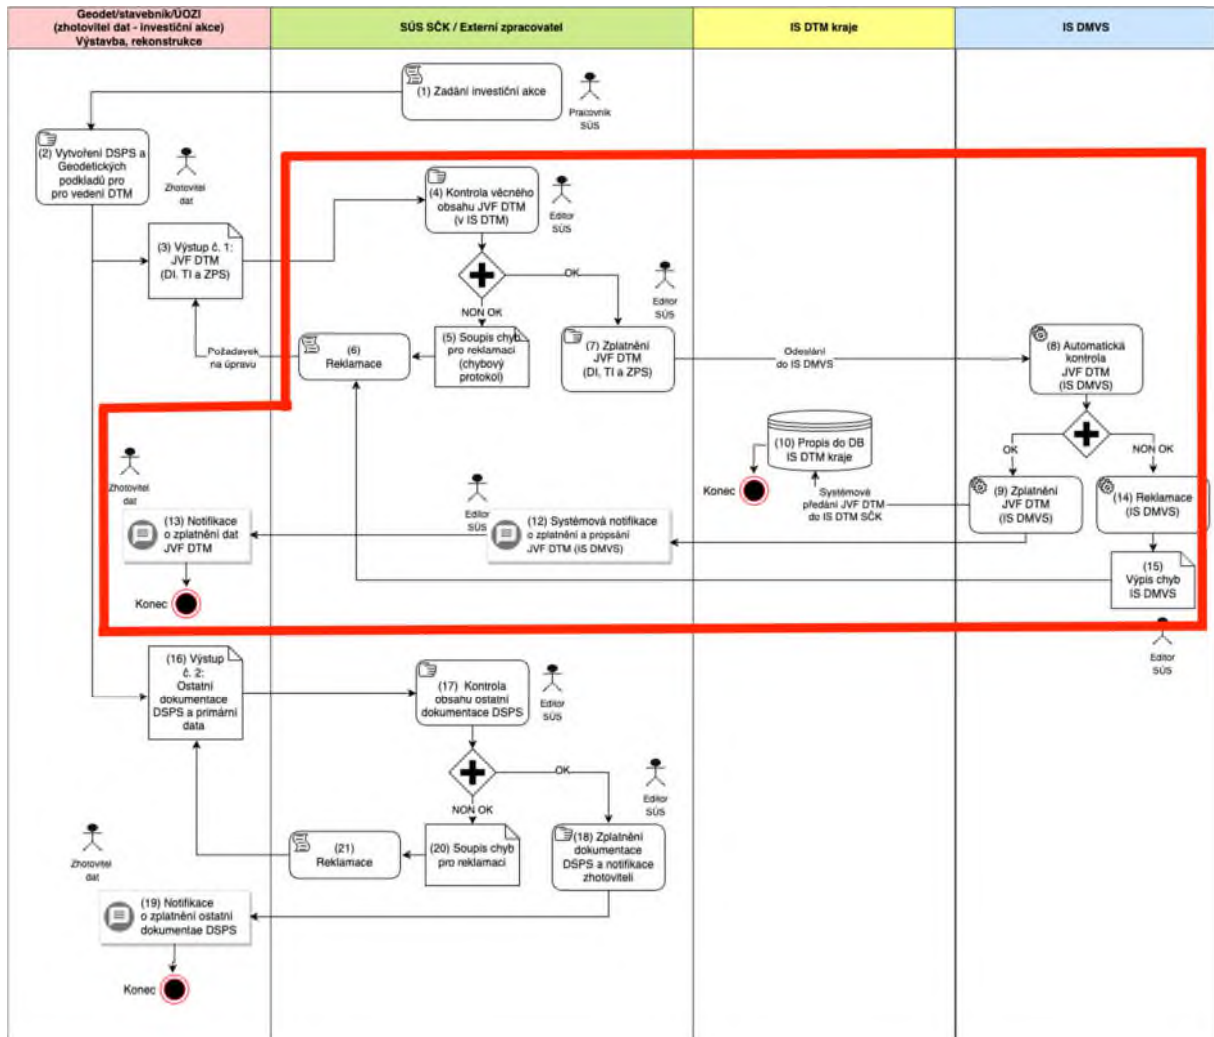 Geodet/stavebník/ÚOZI
(zhotovitel dat - investiční akce)
Výstavba, rekonstrukce
SÚS SČK / Externí zpracovatel
IS DTM kraje
IS DMVS
(1) Zadání investiční akce
Pracovník
SÚS
(2) Vytvoření DSPS a
Geodetických
podkladů pro
pro vedení DTM
Zhotovitel
dat
(3) Výstup č. 1:
JVF DTM
(DI, TI a ZPS)
(4) Kontrola věcného
obsahu JVF DTM
(v IS DTM)
Editor
SÚS
OK
NON OK
Editor
SÚS
(5) Soupis chyb
pro reklamaci
(chybový
protokol)
(6)
Reklamace
Požadavek
na úpravu
(7) Zplatnění
JVF DTM
(DI, TI a ZPS)
Odeslání
do IS DMVS
(8) Automatická
kontrola
JVF DTM
(IS DMVS)
OK
NON OK
(10) Propis do DB
IS DTM kraje
Konec
Systémové
předání JVF DTM
do IS DTM SČK
(9) Zplatnění
JVF DTM
(IS DMVS)
(14) Reklamace
(IS DMVS)
(15)
Výpis chyb
IS DMVS
Editor
SÚS
Zhotovitel
dat
(13) Notifikace
o zplatnění dat
JVF DTM
Editor
SÚS
(12) Systémová notifikace
o zplatnění a propsání
JVF DTM (IS DMVS)
Konec
(16) Výstup
č. 2:
Ostatní
dokumentace
DSPS a primární
data
(17) Kontrola
obsahu ostatní
dokumentace DSPS
Editor
SÚS
OK
NON OK
Editor
SÚS
(18) Zplatnění
dokumentace
DSPS a notifikace
zhotoviteli
(20) Soupis chyb
pro reklamaci
(21)
Reklamace
Zhotovitel
dat
(19) Notifikace
o zplatnění ostatní
dokumentae DSPS
Konec